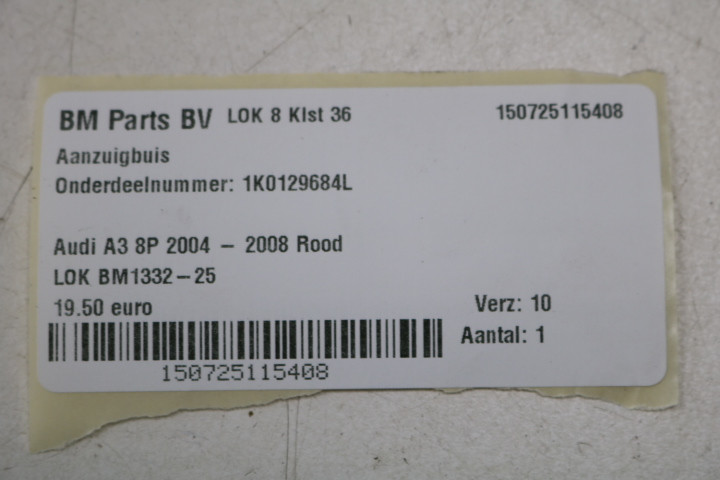 BM Parts BV LOK 8 Klst 36 150725115408
Aanzuigbuis
Onderdeelnummer: 1K0129684L
Audi A3 8P 2004 – 2008 Rood
LOK BM1332–25
19.50 euro Verz: 10
Aantal: 1
150725115408